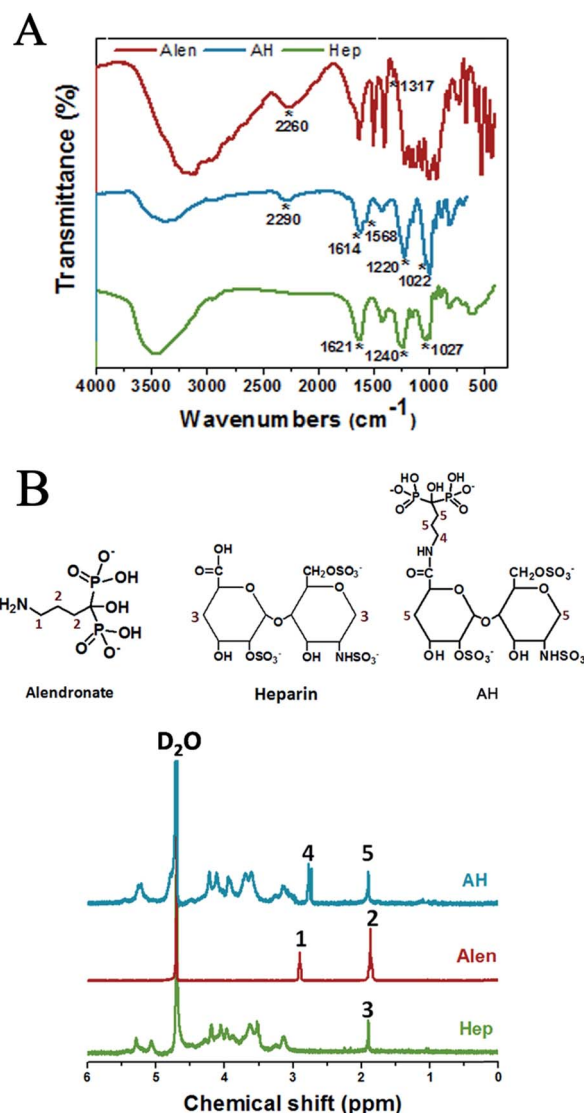 A
Alen AH Hep
Transmittance (%)
* 1317
*
2260
*
2290
* *
1614 1568
* *
1220 1022
* * *
1621 1240 1027
4000 3500 3000 2500 2000 1500 1000 500
Wavenumbers (cm-1)
B
O-
O P OH
2
H2N OH
1 2
P OH
O O-
Alendronate
OH
O C
CH2OSO3-
O O
3 O 3
OH OSO3- OH NHSO3-
Heparin
OH OH
-O OH O-
P P
O 5 O
5
4
HN
O C
CH2OSO3-
O O
5 O 5
OH OSO3- OH NHSO3-
AH
D2O
4 5
AH
1 2
Alen
3
Hep
6 5 4 3 2 1 0
Chemical shift (ppm)